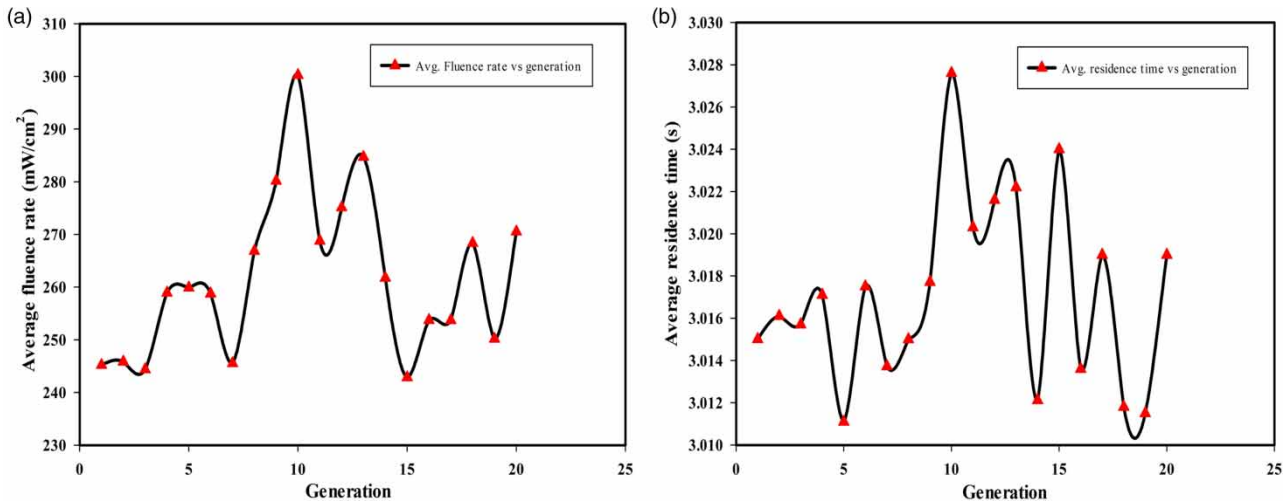 (a)
310
300
290
280
270
260
250
240
230
Average fluence rate (mW/cm²)
Avg. Fluence rate vs generation
0 5 10 15 20 25
Generation
(b)
3.030
3.028
3.026
3.024
3.022
3.020
3.018
3.016
3.014
3.012
3.010
Average residence time (s)
Avg. residence time vs generation
0 5 10 15 20 25
Generation